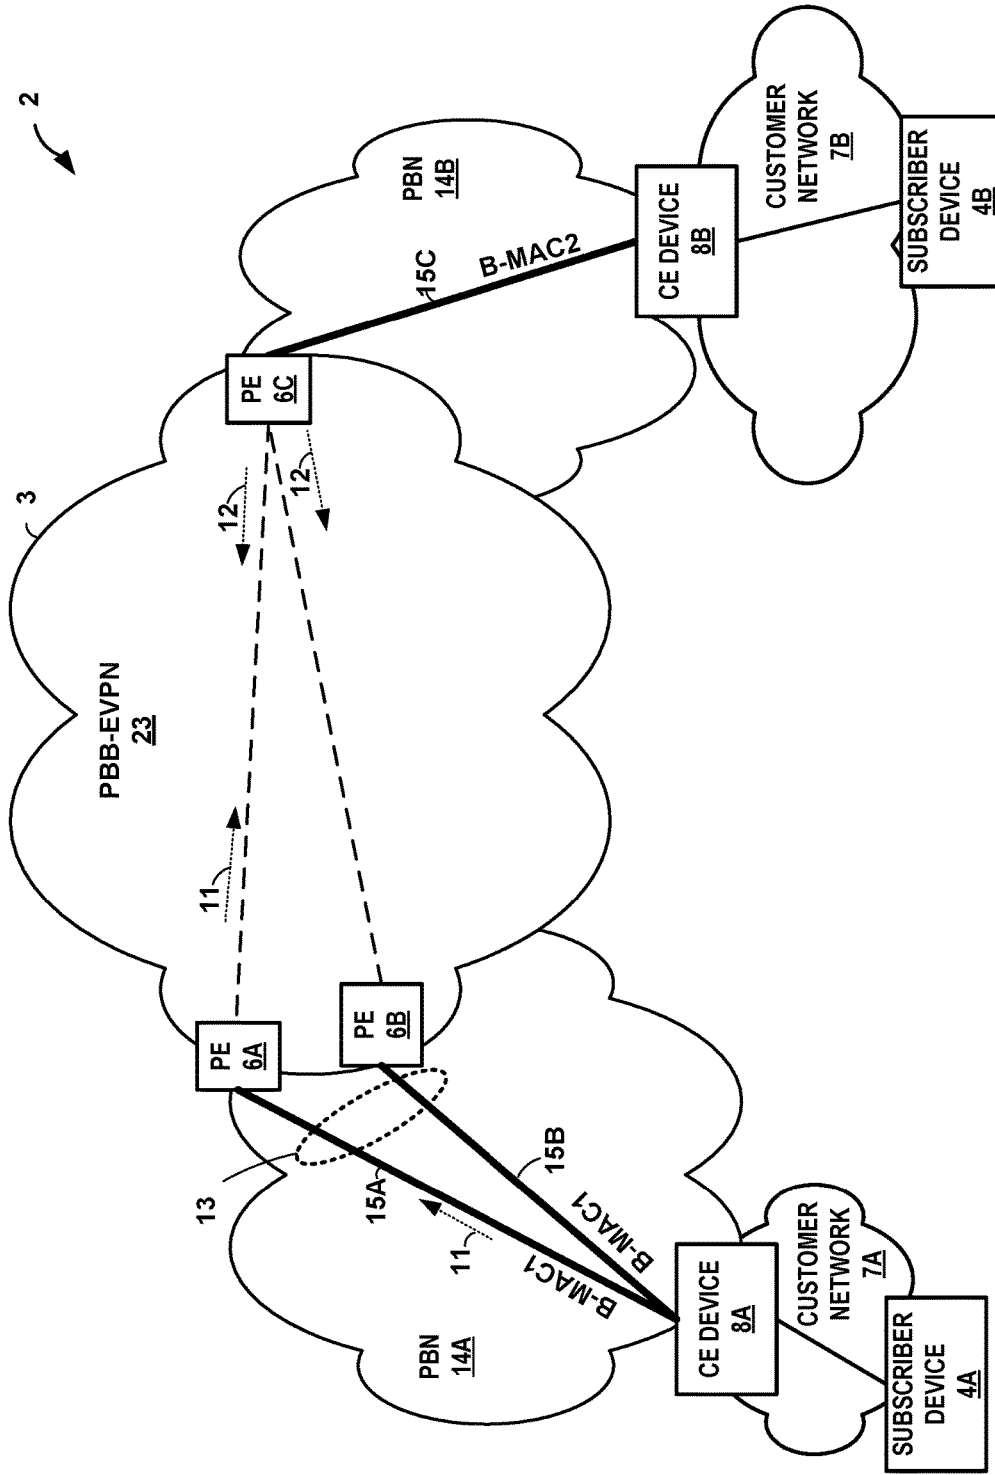 2
PBB-EVPN
23
3
11
12
12
PE
6A
PE
6B
PE
6C
13
15A
15B
15C
11
B-MAC1
B-MAC1
B-MAC2
PBN
14A
PBN
14B
CE DEVICE
8A
CE DEVICE
8B
CUSTOMER
NETWORK
7A
CUSTOMER
NETWORK
7B
SUBSCRIBER
DEVICE
4A
SUBSCRIBER
DEVICE
4B